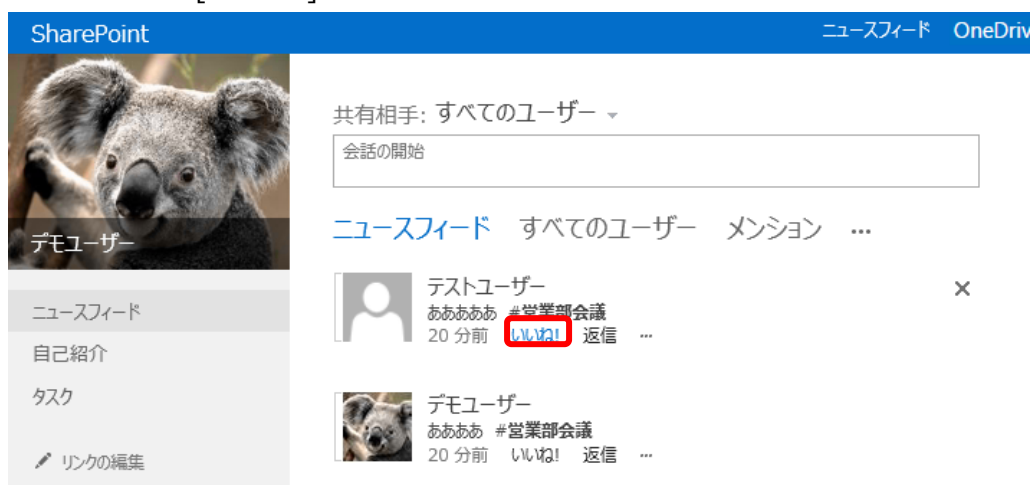 SharePoint
ニュースフィード OneDriv
共有相手: すべてのユーザー
会話の開始
デモユーザー
ニュースフィード すべてのユーザー メンション ...
テストユーザー
あああああ #営業部会議
20 分前 いいね! 返信 ...
ニュースフィード
自己紹介
タスク
デモユーザー
ああああ #営業部会議
20 分前 いいね! 返信 ...
リンクの編集